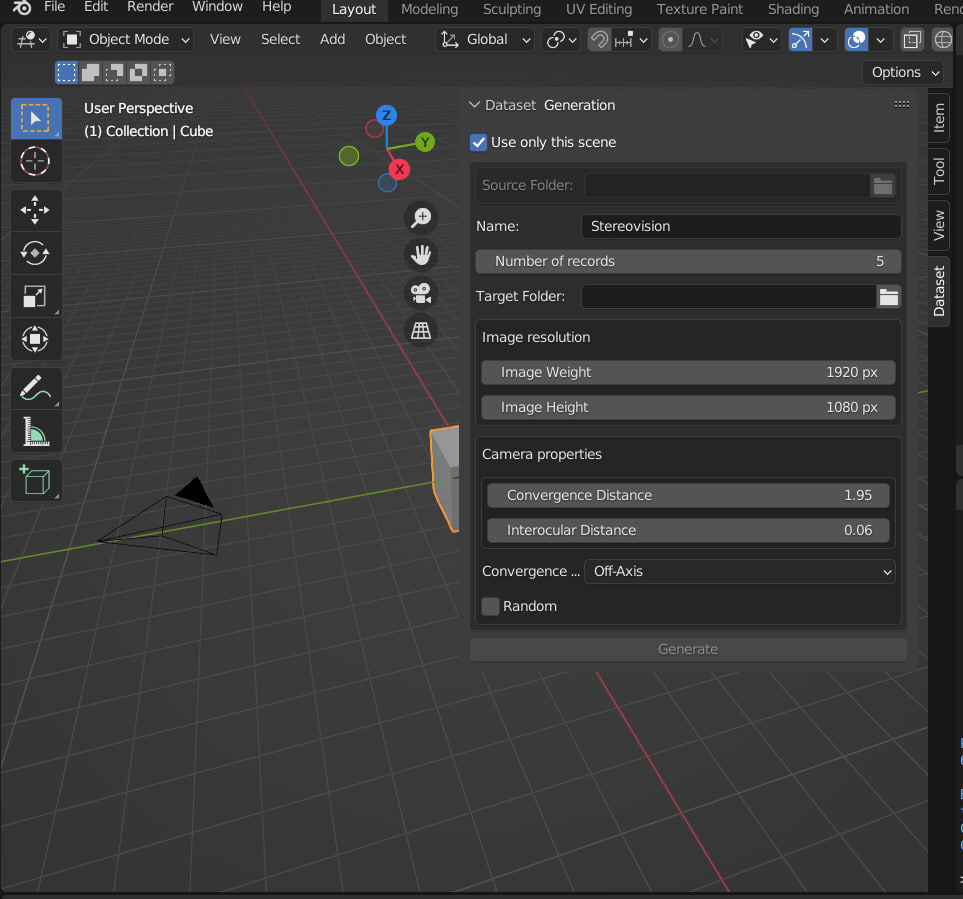 File Edit Render Window Help Layout Modeling Sculpting UV Editing Texture Paint Shading Animation
Object Mode View Select Add Object Global
Options
User Perspective
(1) Collection | Cube
Z
Y
X
Dataset Generation
Use only this scene
Source Folder:
Name: Stereovision
Number of records 5
Target Folder:
Image resolution
Image Weight 1920 px
Image Height 1080 px
Camera properties
Convergence Distance 1.95
Interocular Distance 0.06
Convergence ... Off-Axis
Random
Generate
Item
Tool
View
Dataset